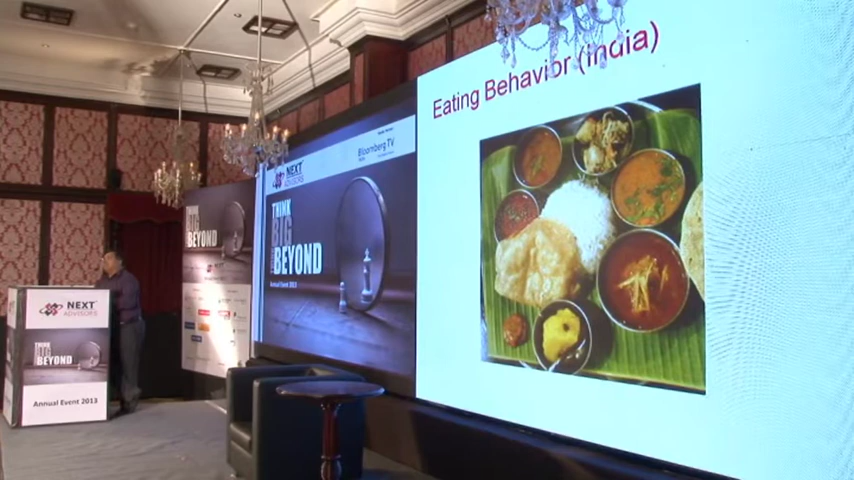 Eating Behavior (India)
Bloomberg TV
NEXT
ADVISORS
THINK
BIG
BEYOND
Annual Event 2013
THINK
BIG
BEYOND
NEXT
ADVISORS
THINK
BIG
BEYOND
Annual Event 2013